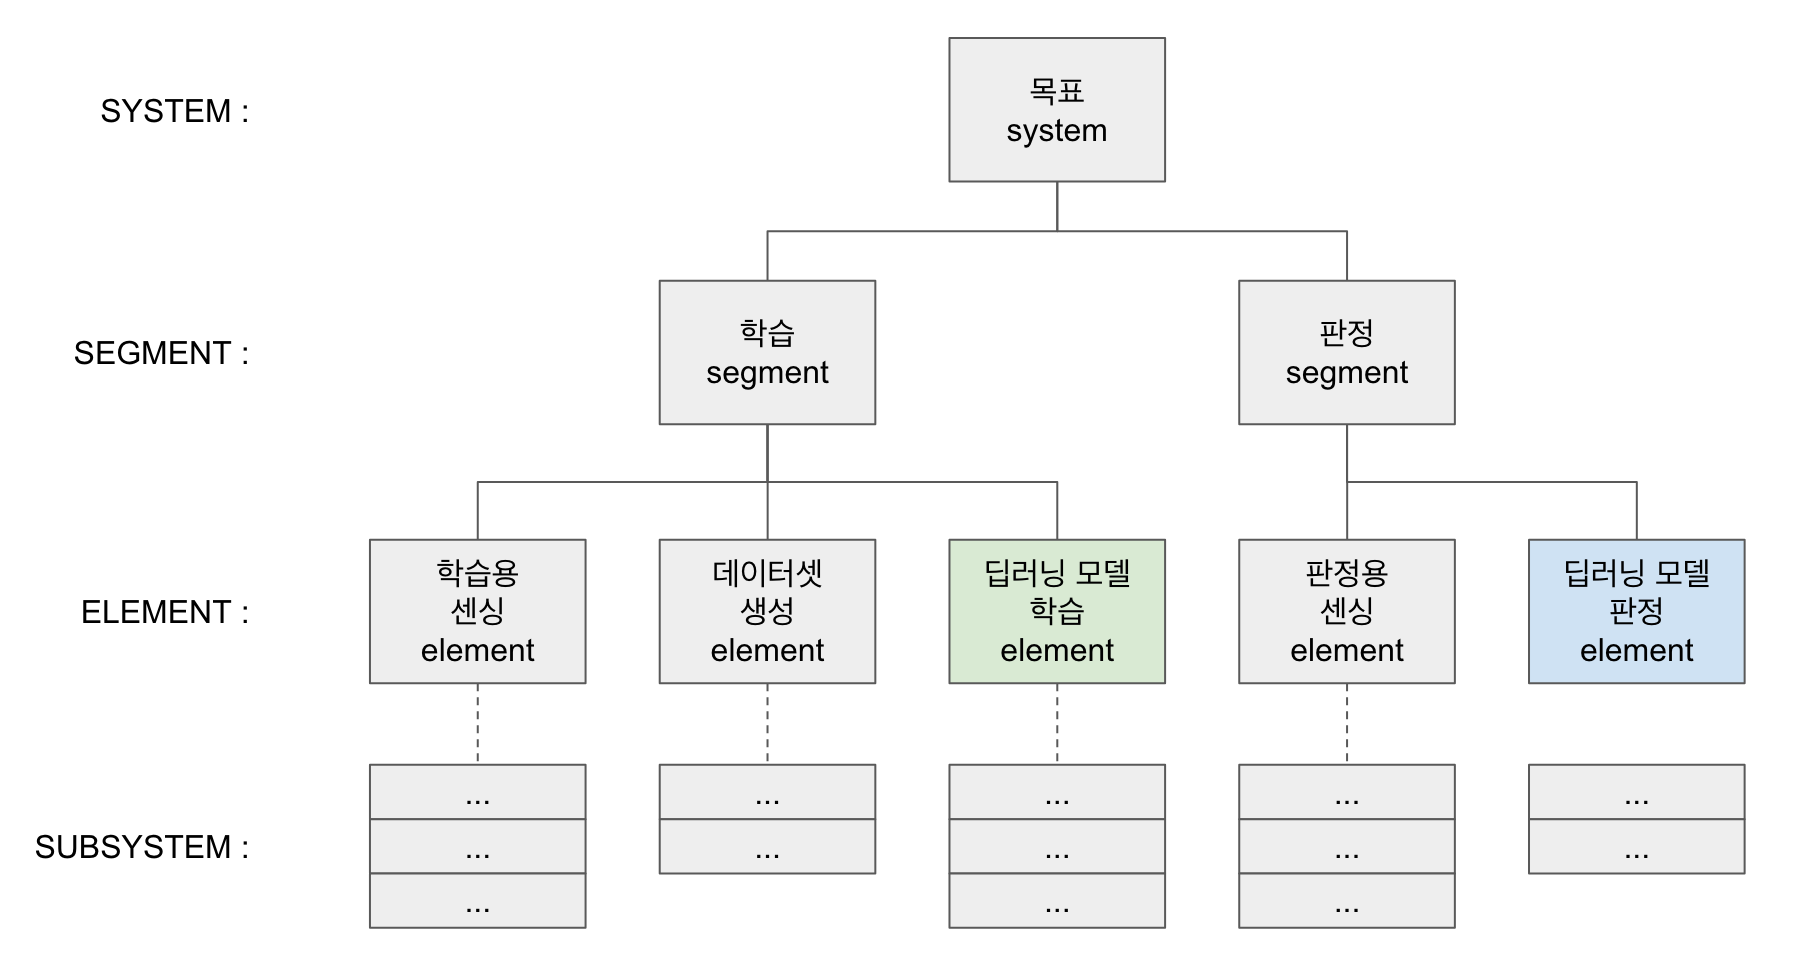 SYSTEM :
목표
system
SEGMENT :
학습
segment
판정
segment
ELEMENT :
학습용
센싱
element
데이터셋
생성
element
딥러닝 모델
학습
element
판정용
센싱
element
딥러닝 모델
판정
element
SUBSYSTEM :
...
...
...
...
...
...
...
...
...
...
...
...
...